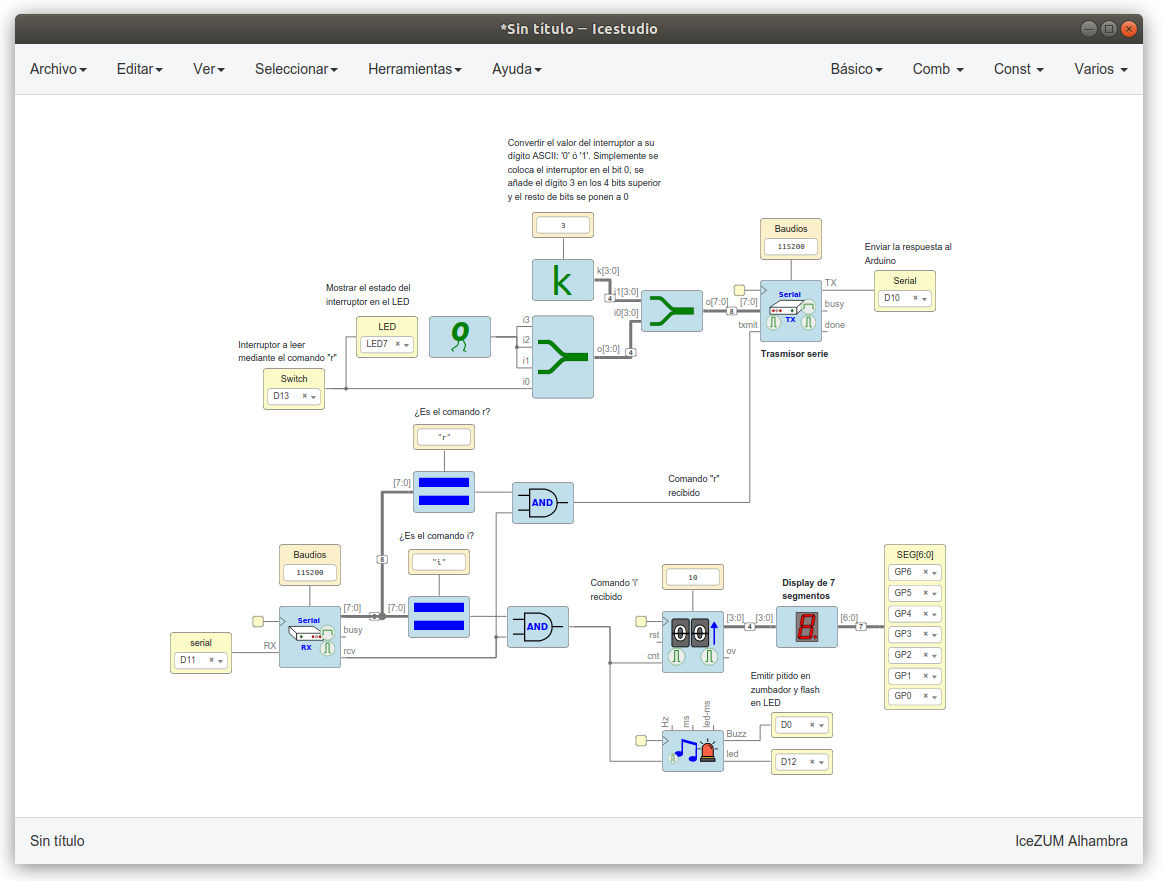 *Sin título — Icestudio
Archivo Editar Ver Seleccionar Herramientas Ayuda Básico Comb Const Varios
Convertir el valor del interruptor a su
dígito ASCII: '0' ó '1'. Simplemente se
coloca el interruptor en el bit 0, se
añade el dígito 3 en los 4 bits superior
y el resto de bits se ponen a 0
3
k
k[3:0]
4
i1[3:0]
i0[3:0]
o[7:0]
8
[7:0]
Baudios
115200
Serial
TX
txmit
TX
busy
done
Trasmisor serie
Enviar la respuesta al
Arduino
Serial
D10
Mostrar el estado del
interruptor en el LED
LED
LED7
0
i3
i2
i1
i0
o[3:0]
4
Interruptor a leer
mediante el comando "r"
Switch
D13
¿Es el comando r?
"r"
[7:0]
AND
Comando "r"
recibido
8
¿Es el comando i?
"i"
Baudios
115200
serial
D11
RX
Serial
RX
[7:0]
8
[7:0]
busy
rcv
AND
Comando 'i'
recibido
10
rst
cnt
00
[3:0]
4
[3:0]
ov
Display de 7
segmentos
8.
[6:0]
7
SEG[6:0]
GP6
GP5
GP4
GP3
GP2
GP1
GP0
Emitir pitido en
zumbador y flash
en LED
Hz
ms
led-ms
Buzz
led
D0
D12
Sin título
IceZUM Alhambra